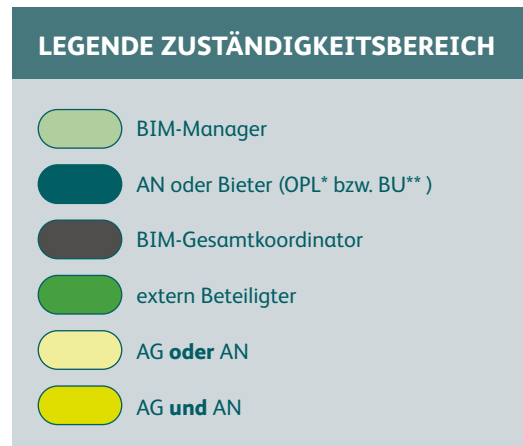 LEGENDE ZUSTÄNDIGKEITSBEREICH
BIM-Manager
AN oder Bieter (OPL* bzw. BU** )
BIM-Gesamtkoordinator
extern Beteiligter
AG oder AN
AG und AN